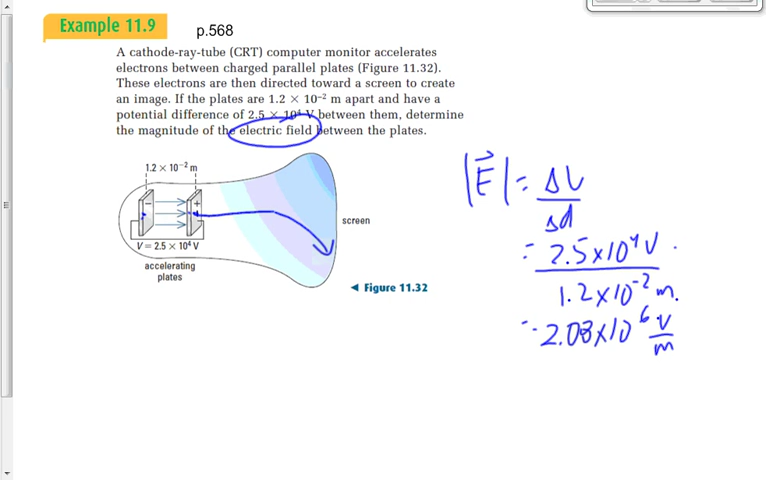 Example 11.9
p.568
A cathode-ray-tube (CRT) computer monitor accelerates
electrons between charged parallel plates (Figure 11.32).
These electrons are then directed toward a screen to create
an image. If the plates are 1.2 × 10⁻² m apart and have a
potential difference of 2.5 × 10⁴ V between them, determine
the magnitude of the electric field between the plates.
1.2 × 10⁻² m
−
+
V = 2.5 × 10⁴ V
accelerating
plates
screen
◄ Figure 11.32
|E⃗| = ΔV
Δd
= 2.5×10⁴ V
1.2×10⁻² m.
= 2.08×10⁶ V
m